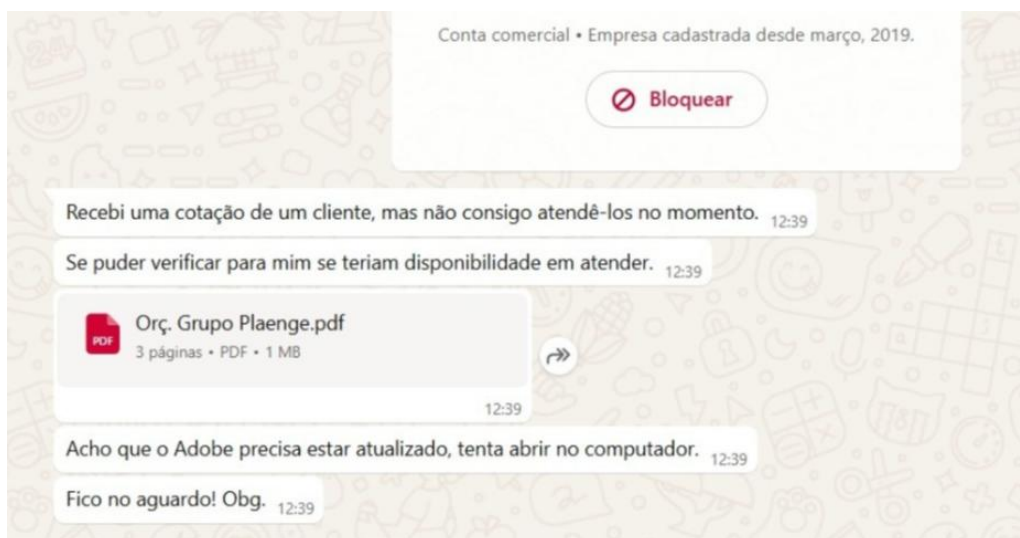 Conta comercial • Empresa cadastrada desde março, 2019.
Bloquear
Recebi uma cotação de um cliente, mas não consigo atendê-los no momento. 12:39
Se puder verificar para mim se teriam disponibilidade em atender. 12:39
PDF
Orç. Grupo Plaenge.pdf
3 páginas • PDF • 1 MB
12:39
Acho que o Adobe precisa estar atualizado, tenta abrir no computador. 12:39
Fico no aguardo! Obg. 12:39